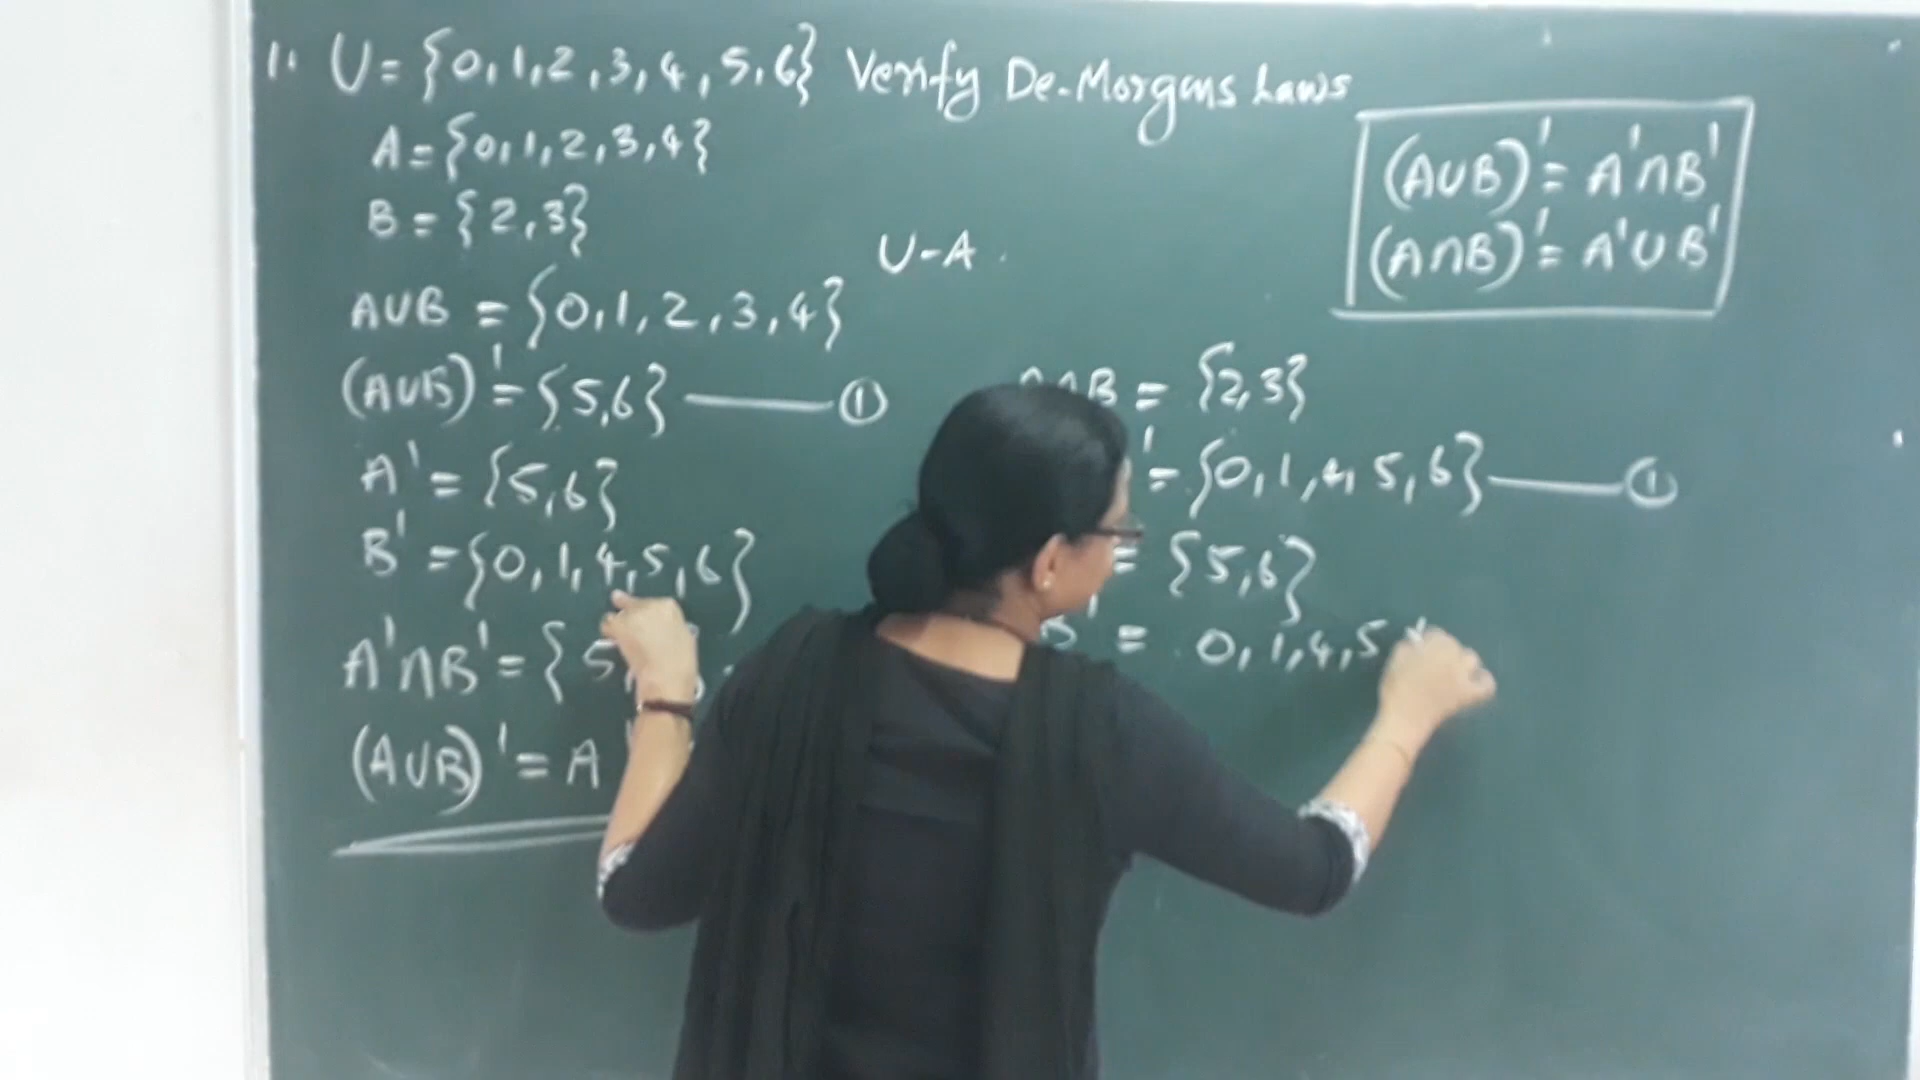 1. U = {0, 1, 2, 3, 4, 5, 6} Verify De-Morgans Laws
A = {0, 1, 2, 3, 4}
B = {2, 3}
U-A
A∪B = {0, 1, 2, 3, 4}
(A∪B)' = {5, 6} —— ①
A' = {5, 6}
B' = {0, 1, 4, 5, 6}
A'∩B' = {5,
(A∪B)' = A
(A∪B)' = A'∩B'
(A∩B)' = A'∪B'
∩B = {2, 3}
' = {0, 1, 4, 5, 6} —— ①
= {5, 6}
B' = 0, 1, 4, 5